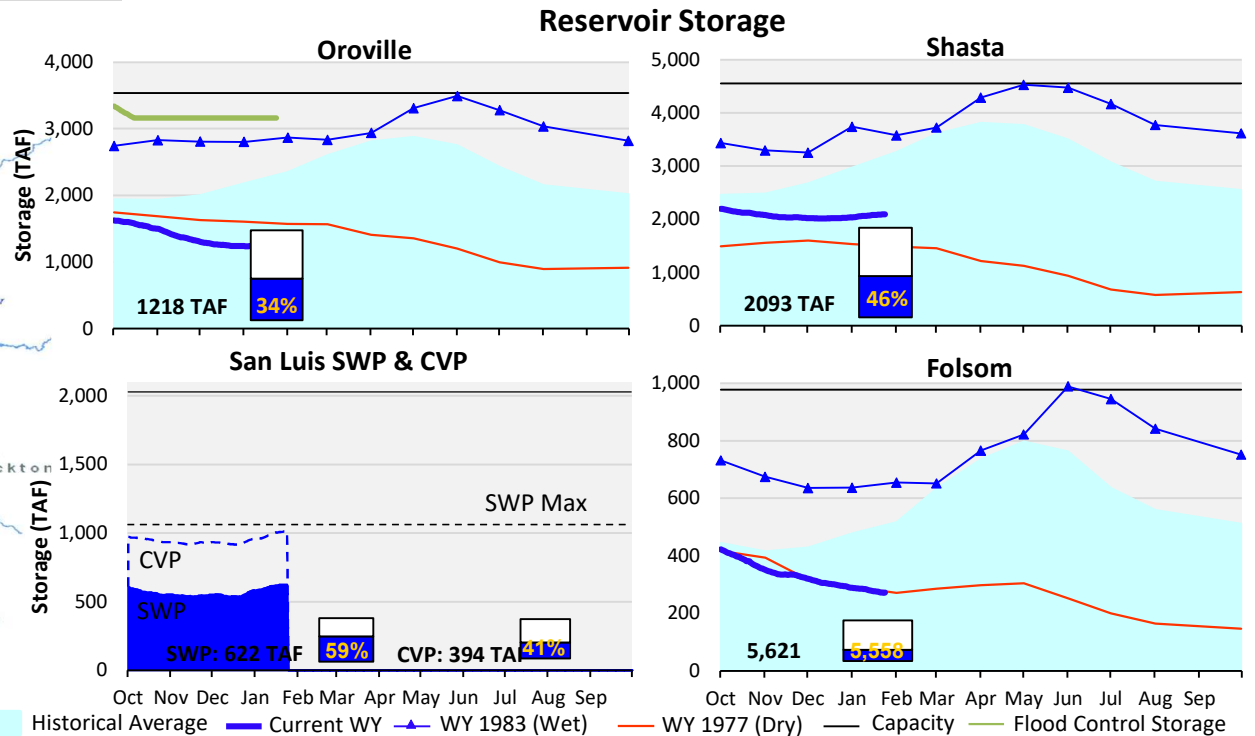 Reservoir Storage
Oroville
Storage (TAF)
4,000
3,000
2,000
1,000
0
1218 TAF
34%
Shasta
5,000
4,000
3,000
2,000
1,000
0
2093 TAF
46%
San Luis SWP & CVP
Storage (TAF)
2,000
1,500
1,000
500
0
SWP Max
CVP
SWP
SWP: 622 TAF
59%
CVP: 394 TAF
41%
Oct Nov Dec Jan Feb Mar Apr May Jun Jul Aug Sep
Folsom
1,000
800
600
400
200
0
5,621
5,558
Oct Nov Dec Jan Feb Mar Apr May Jun Jul Aug Sep
ckton
Historical Average Current WY WY 1983 (Wet) WY 1977 (Dry) Capacity Flood Control Storage